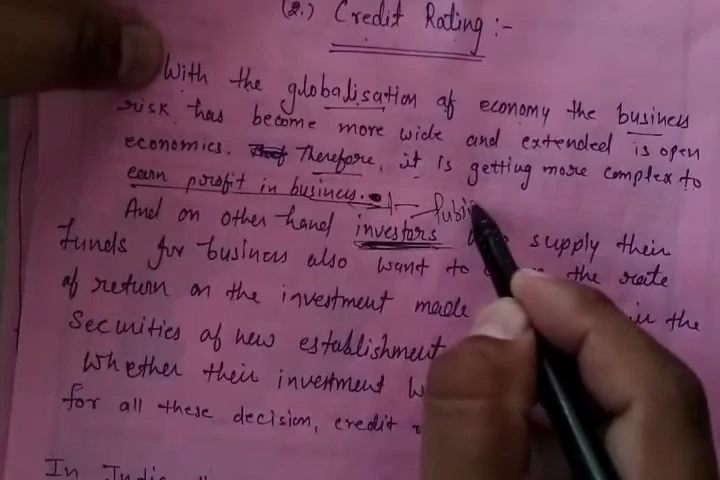 (2.) Credit Rating :-
With the globalisation of economy the business
risk has become more wide and extended is open
economics. Therefore, it is getting more complex to
earn profit in business.
And on other hand investors supply their
funds for business also want to the rate
of return on the investment made in the
Securities of new establishment
Whether their investment
for all these decision, credit
In